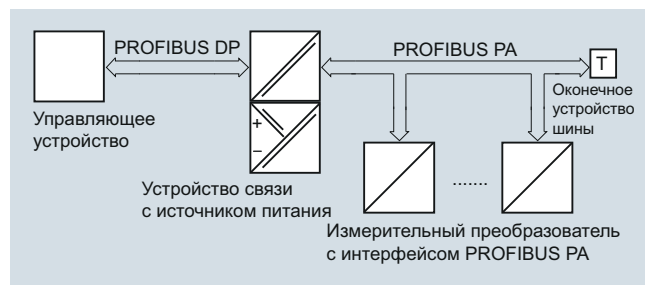 PROFIBUS DP
PROFIBUS PA
T
Оконечное
устройство
шины
Управляющее
устройство
+
–
Устройство связи
с источником питания
.......
Измерительный преобразователь
с интерфейсом PROFIBUS PA